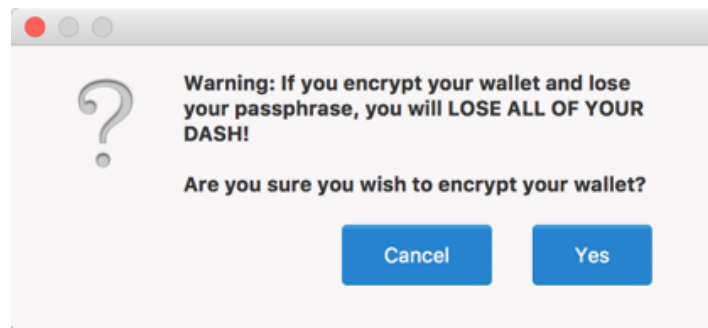 Warning: If you encrypt your wallet and lose
your passphrase, you will LOSE ALL OF YOUR
DASH!
Are you sure you wish to encrypt your wallet?
Cancel
Yes